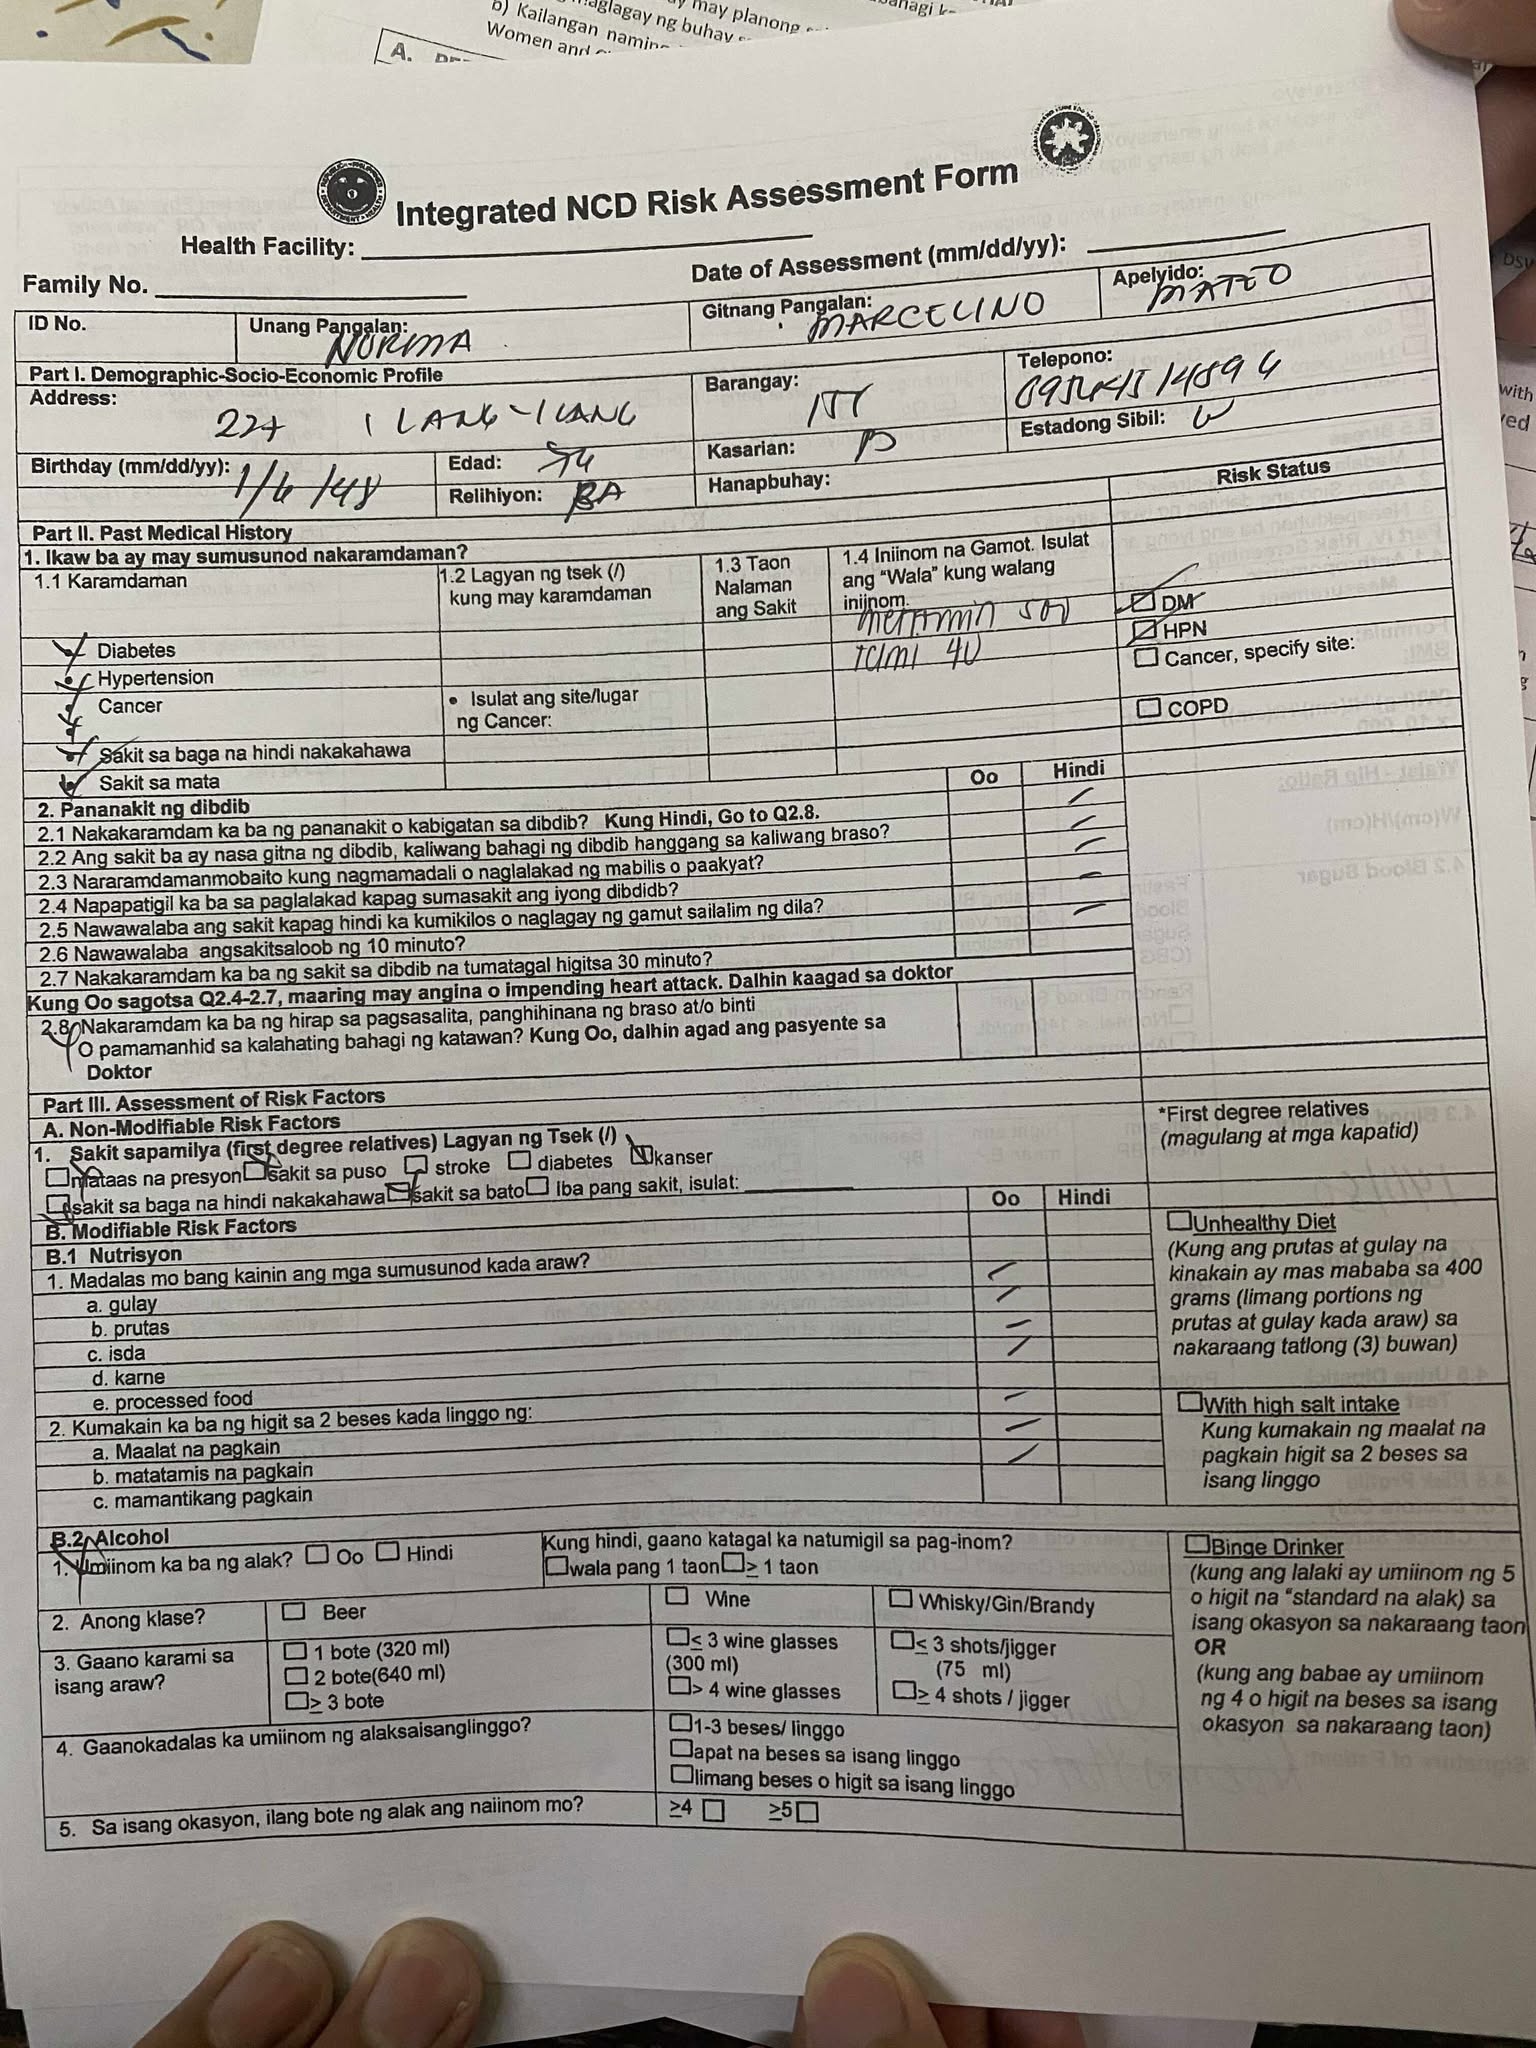 b) Kailangan namin
Women and
A.
Integrated NCD Risk Assessment Form
Health Facility:
Date of Assessment (mm/dd/yy):
Family No.
ID No.
Unang Pangalan: NORMA
Gitnang Pangalan: MARCELINO
Apelyido: MATEO
Part I. Demographic-Socio-Economic Profile
Address: ILANG-ILANG
Barangay:
Telepono:
Birthday (mm/dd/yy): 1/6/48
Edad: 74
Kasarian:
Estadong Sibil: W
Relihiyon: BA
Hanapbuhay:
Risk Status
Part II. Past Medical History
1. Ikaw ba ay may sumusunod nakaramdaman?
1.1 Karamdaman
1.2 Lagyan ng tsek (/) kung may karamdaman
1.3 Taon Nalaman ang Sakit
1.4 Iniinom na Gamot. Isulat ang “Wala” kung walang iniinom.
Diabetes
DM
Hypertension
HPN
Cancer
• Isulat ang site/lugar ng Cancer:
Cancer, specify site:
COPD
Sakit sa baga na hindi nakakahawa
Sakit sa mata
Oo Hindi
2. Pananakit ng dibdib
2.1 Nakakaramdam ka ba ng pananakit o kabigatan sa dibdib? Kung Hindi, Go to Q2.8.
2.2 Ang sakit ba ay nasa gitna ng dibdib, kaliwang bahagi ng dibdib hanggang sa kaliwang braso?
2.3 Nararamdamanmobaito kung nagmamadali o naglalakad ng mabilis o paakyat?
2.4 Napapatigil ka ba sa paglalakad kapag sumasakit ang iyong dibdidb?
2.5 Nawawalaba ang sakit kapag hindi ka kumikilos o naglagay ng gamut sailalim ng dila?
2.6 Nawawalaba angsakitsaloob ng 10 minuto?
2.7 Nakakaramdam ka ba ng sakit sa dibdib na tumatagal higitsa 30 minuto?
Kung Oo sagotsa Q2.4-2.7, maaring may angina o impending heart attack. Dalhin kaagad sa doktor
2.8 Nakaramdam ka ba ng hirap sa pagsasalita, panghihinana ng braso at/o binti
O pamamanhid sa kalahating bahagi ng katawan? Kung Oo, dalhin agad ang pasyente sa
Doktor
Part III. Assessment of Risk Factors
A. Non-Modifiable Risk Factors
1. Sakit sapamilya (first degree relatives) Lagyan ng Tsek (/)
*First degree relatives
(magulang at mga kapatid)
mataas na presyon sakit sa puso stroke diabetes kanser
sakit sa baga na hindi nakakahawa sakit sa bato Iba pang sakit, isulat:
B. Modifiable Risk Factors
Oo Hindi
B.1 Nutrisyon
1. Madalas mo bang kainin ang mga sumusunod kada araw?
a. gulay
b. prutas
c. isda
d. karne
e. processed food
2. Kumakain ka ba ng higit sa 2 beses kada linggo ng:
a. Maalat na pagkain
b. matatamis na pagkain
c. mamantikang pagkain
Unhealthy Diet
(Kung ang prutas at gulay na
kinakain ay mas mababa sa 400
grams (limang portions ng
prutas at gulay kada araw) sa
nakaraang tatlong (3) buwan)
With high salt intake
Kung kumakain ng maalat na
pagkain higit sa 2 beses sa
isang linggo
B.2 Alcohol
1. Umiinom ka ba ng alak? Oo Hindi
Kung hindi, gaano katagal ka natumigil sa pag-inom?
wala pang 1 taon ≥ 1 taon
2. Anong klase? Beer Wine Whisky/Gin/Brandy
3. Gaano karami sa isang araw?
1 bote (320 ml)
2 bote(640 ml)
≥ 3 bote
≤ 3 wine glasses
(300 ml)
> 4 wine glasses
≤ 3 shots/jigger
(75 ml)
≥ 4 shots / jigger
4. Gaanokadalas ka umiinom ng alaksaisanglinggo?
1-3 beses/ linggo
apat na beses sa isang linggo
limang beses o higit sa isang linggo
5. Sa isang okasyon, ilang bote ng alak ang naiinom mo? ≥4 ≥5
Binge Drinker
(kung ang lalaki ay umiinom ng 5
o higit na “standard na alak) sa
isang okasyon sa nakaraang taon
OR
(kung ang babae ay umiinom
ng 4 o higit na beses sa isang
okasyon sa nakaraang taon)